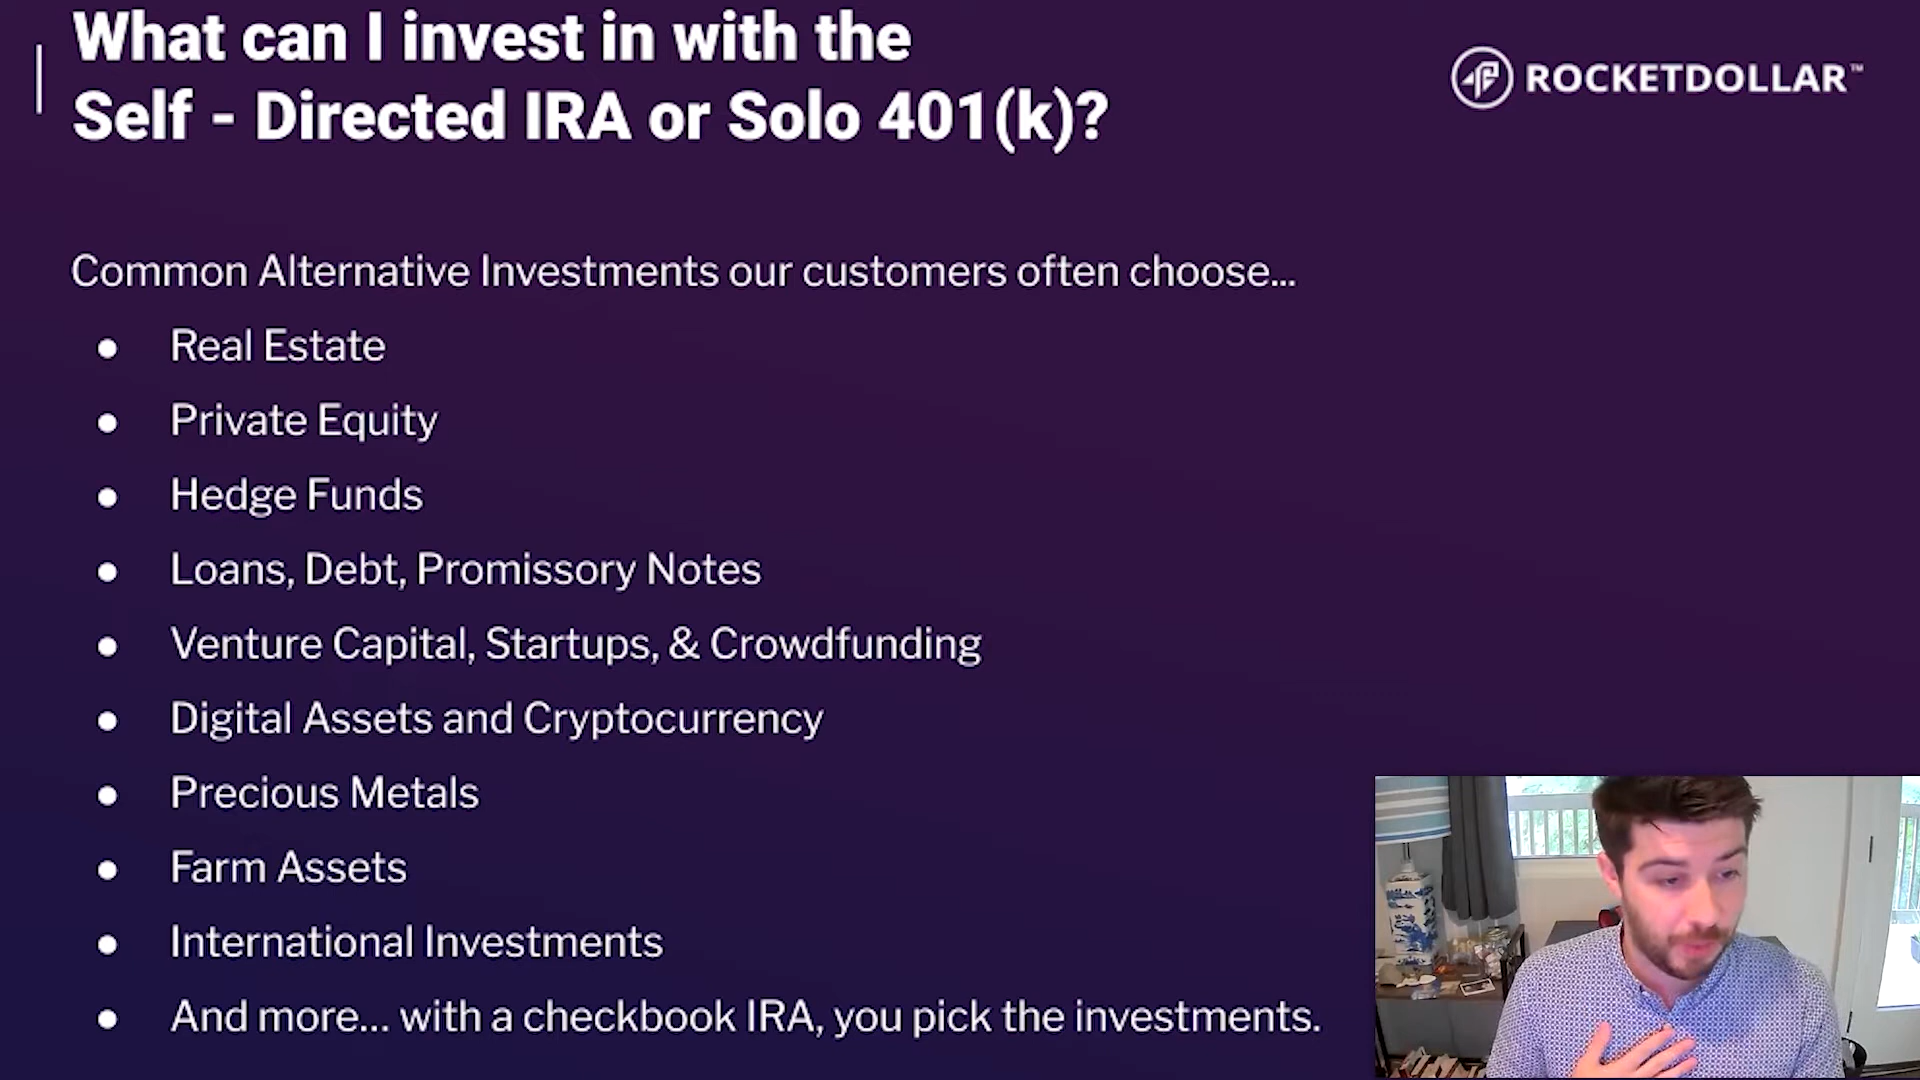 What can I invest in with the
Self - Directed IRA or Solo 401(k)?
ROCKETDOLLAR™
Common Alternative Investments our customers often choose...
● Real Estate
● Private Equity
● Hedge Funds
● Loans, Debt, Promissory Notes
● Venture Capital, Startups, & Crowdfunding
● Digital Assets and Cryptocurrency
● Precious Metals
● Farm Assets
● International Investments
● And more... with a checkbook IRA, you pick the investments.